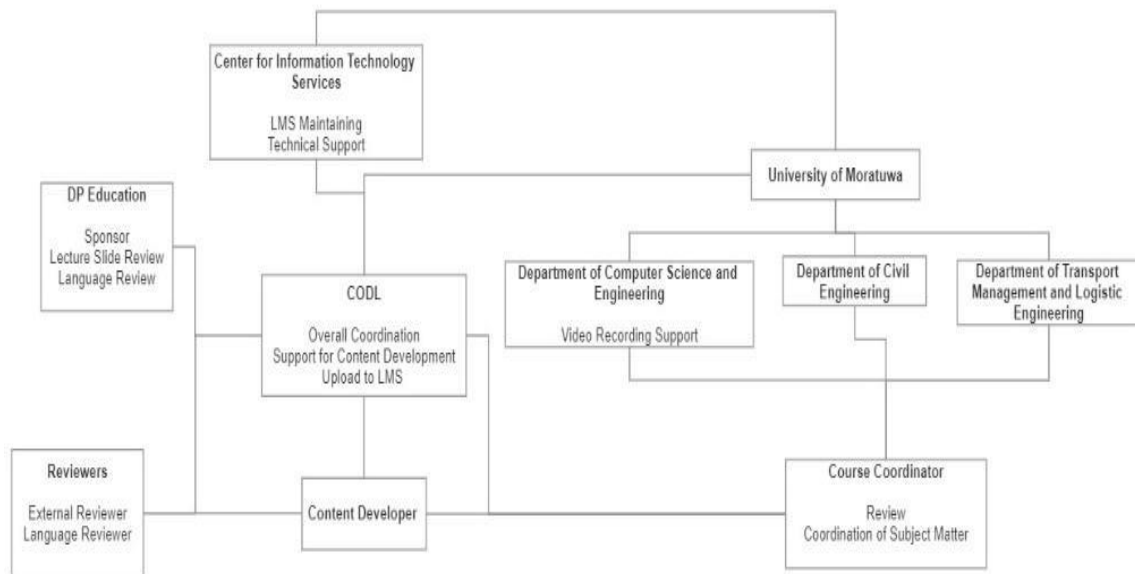 Center for Information Technology
Services
LMS Maintaining
Technical Support
University of Moratuwa
DP Education
Sponsor
Lecture Slide Review
Language Review
CODL
Overall Coordination
Support for Content Development
Upload to LMS
Department of Computer Science and
Engineering
Video Recording Support
Department of Civil
Engineering
Department of Transport
Management and Logistic
Engineering
Reviewers
External Reviewer
Language Reviewer
Content Developer
Course Coordinator
Review
Coordination of Subject Matter